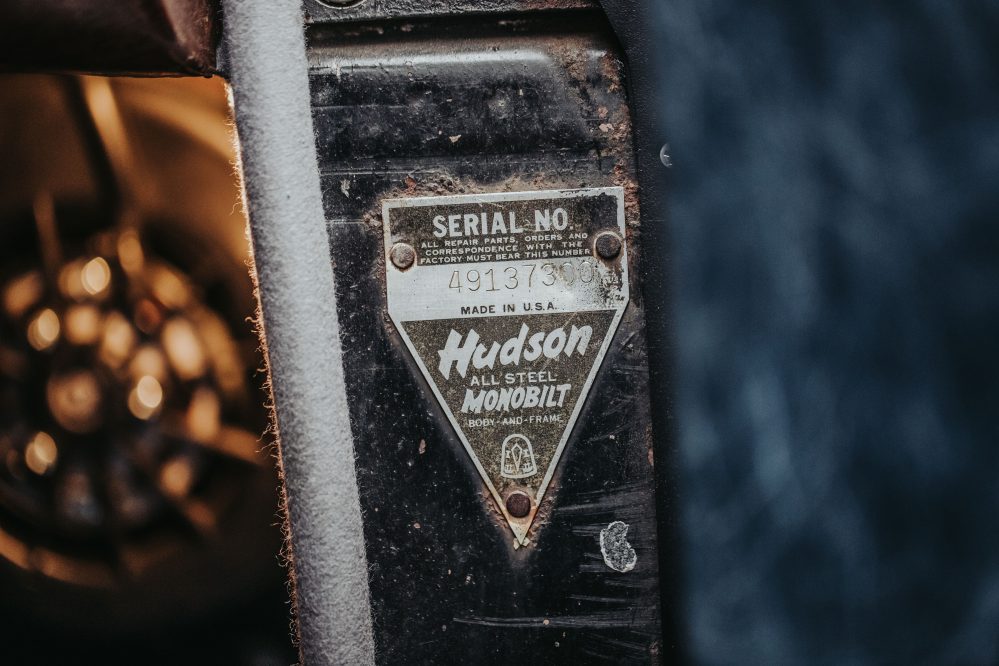 SERIAL NO.
ALL REPAIR PARTS, ORDERS AND
CORRESPONDENCE WITH THE
FACTORY MUST BEAR THIS NUMBER
49137300
MADE IN U.S.A.
Hudson
ALL STEEL
MONOBILT
BODY-AND-FRAME